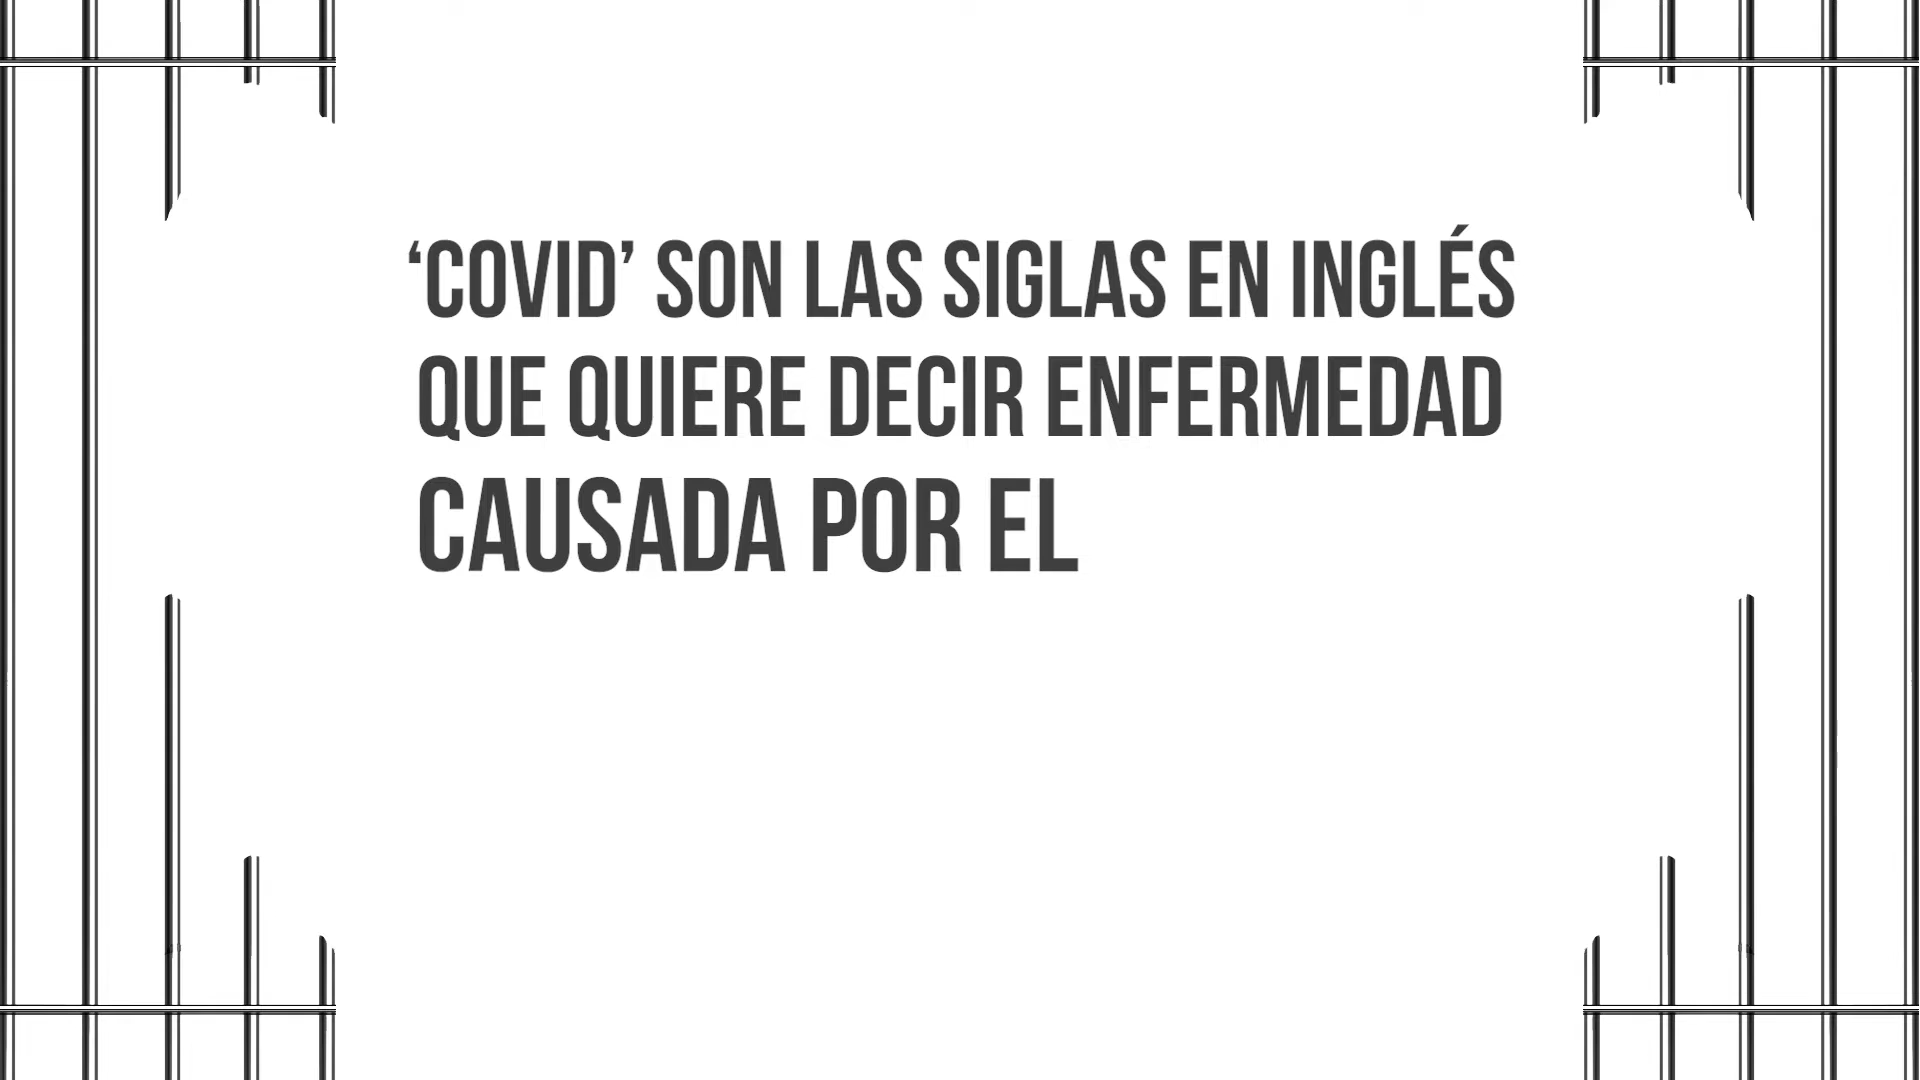 ‘COVID’ SON LAS SIGLAS EN INGLÉS
QUE QUIERE DECIR ENFERMEDAD
CAUSADA POR EL